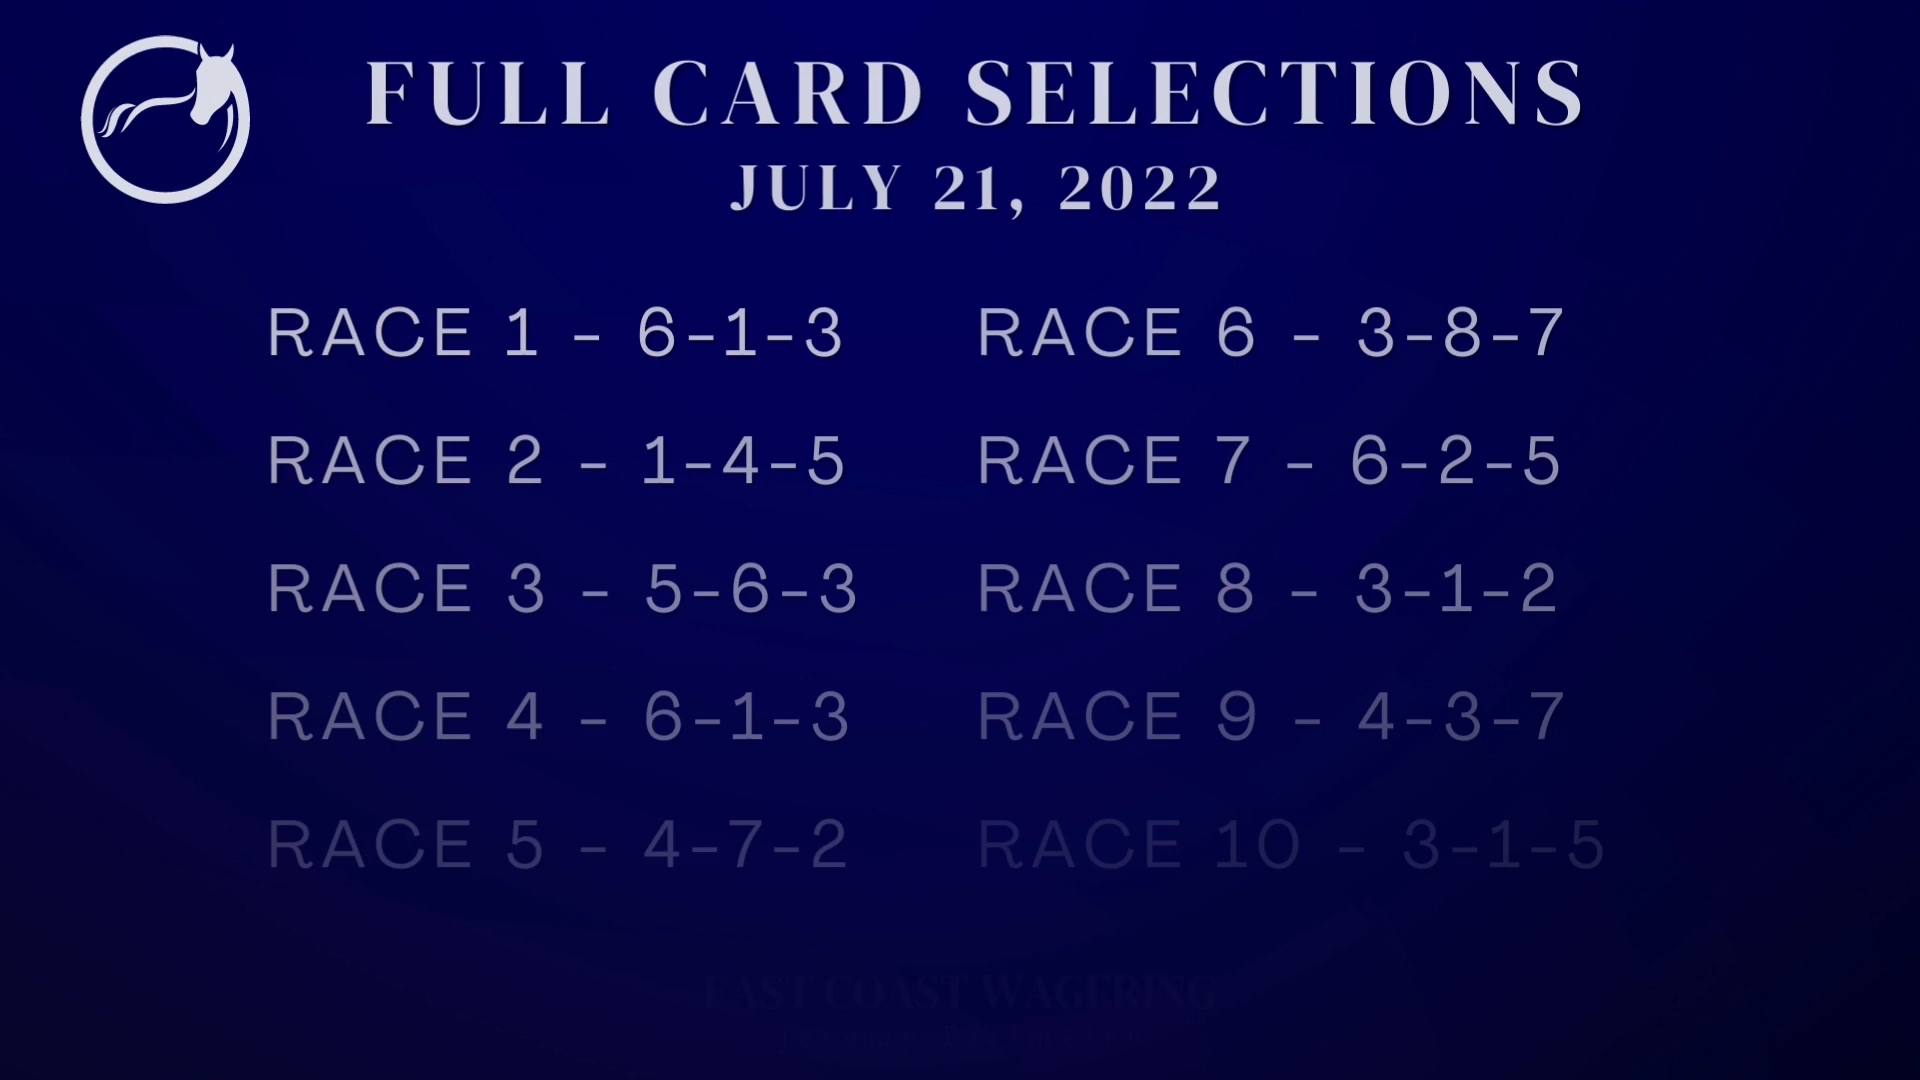 FULL CARD SELECTIONS
JULY 21, 2022
RACE 1 - 6-1-3
RACE 2 - 1-4-5
RACE 3 - 5-6-3
RACE 4 - 6-1-3
RACE 5 - 4-7-2
RACE 6 - 3-8-7
RACE 7 - 6-2-5
RACE 8 - 3-1-2
RACE 9 - 4-3-7
RACE 10 - 3-1-5
EAST COAST WAGERING